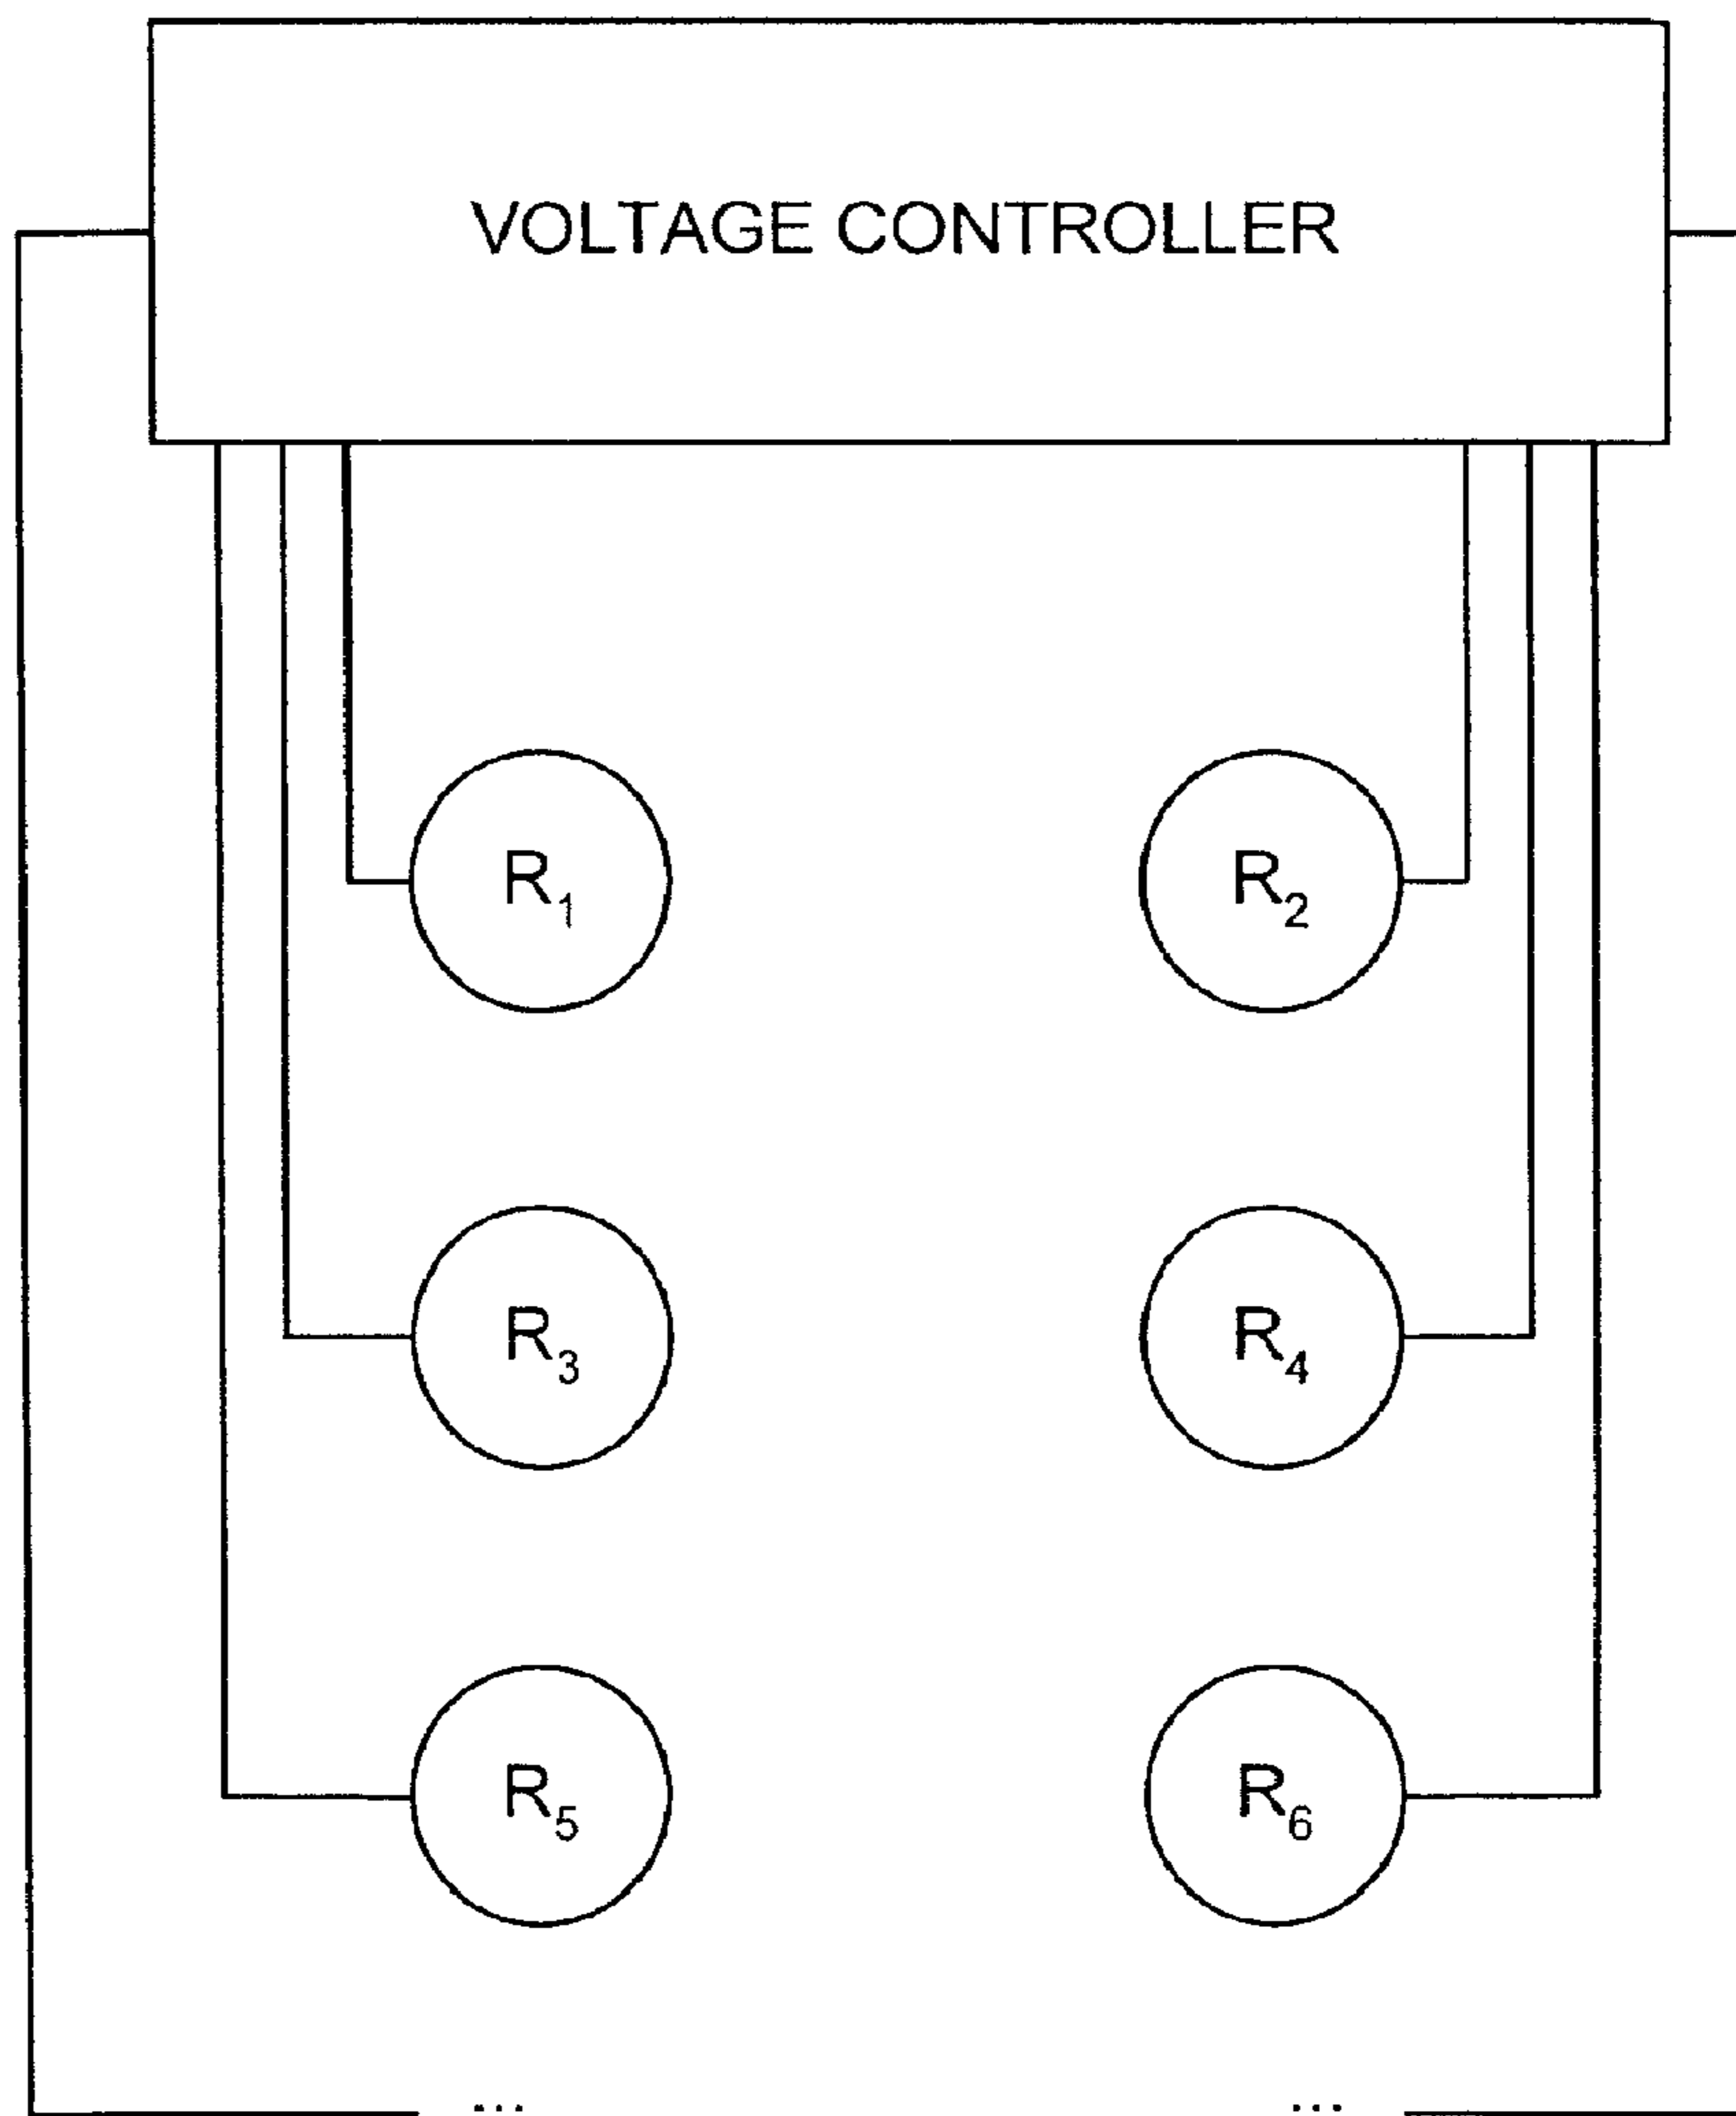 VOLTAGE CONTROLLER
R₁ R₂
R₃ R₄
R₅ R₆
... ...